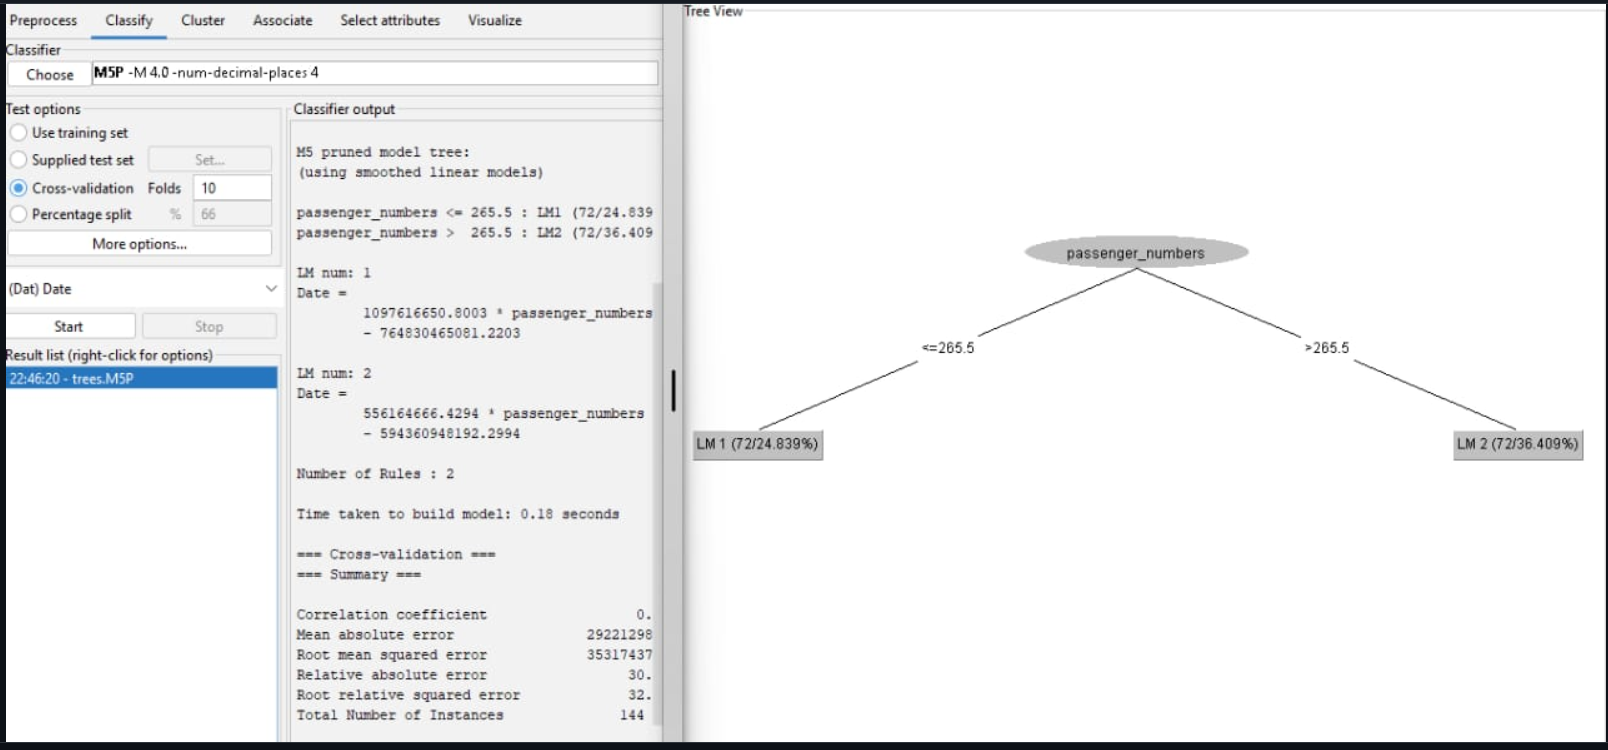 Preprocess Classify Cluster Associate Select attributes Visualize
Classifier
Choose M5P -M 4.0 -num-decimal-places 4
Test options
Use training set
Supplied test set Set...
Cross-validation Folds 10
Percentage split % 66
More options...
(Dat) Date
Start Stop
Result list (right-click for options)
22:46:20 - trees.M5P
Classifier output
M5 pruned model tree:
(using smoothed linear models)
passenger_numbers <= 265.5 : LM1 (72/24.839
passenger_numbers >  265.5 : LM2 (72/36.409
LM num: 1
Date =
1097616650.8003 * passenger_numbers
- 764830465081.2203
LM num: 2
Date =
556164666.4294 * passenger_numbers
- 594360948192.2994
Number of Rules : 2
Time taken to build model: 0.18 seconds
=== Cross-validation ===
=== Summary ===
Correlation coefficient 0.
Mean absolute error 29221298
Root mean squared error 35317437
Relative absolute error 30.
Root relative squared error 32.
Total Number of Instances 144
Tree View
passenger_numbers
<=265.5 >265.5
LM 1 (72/24.839%) LM 2 (72/36.409%)